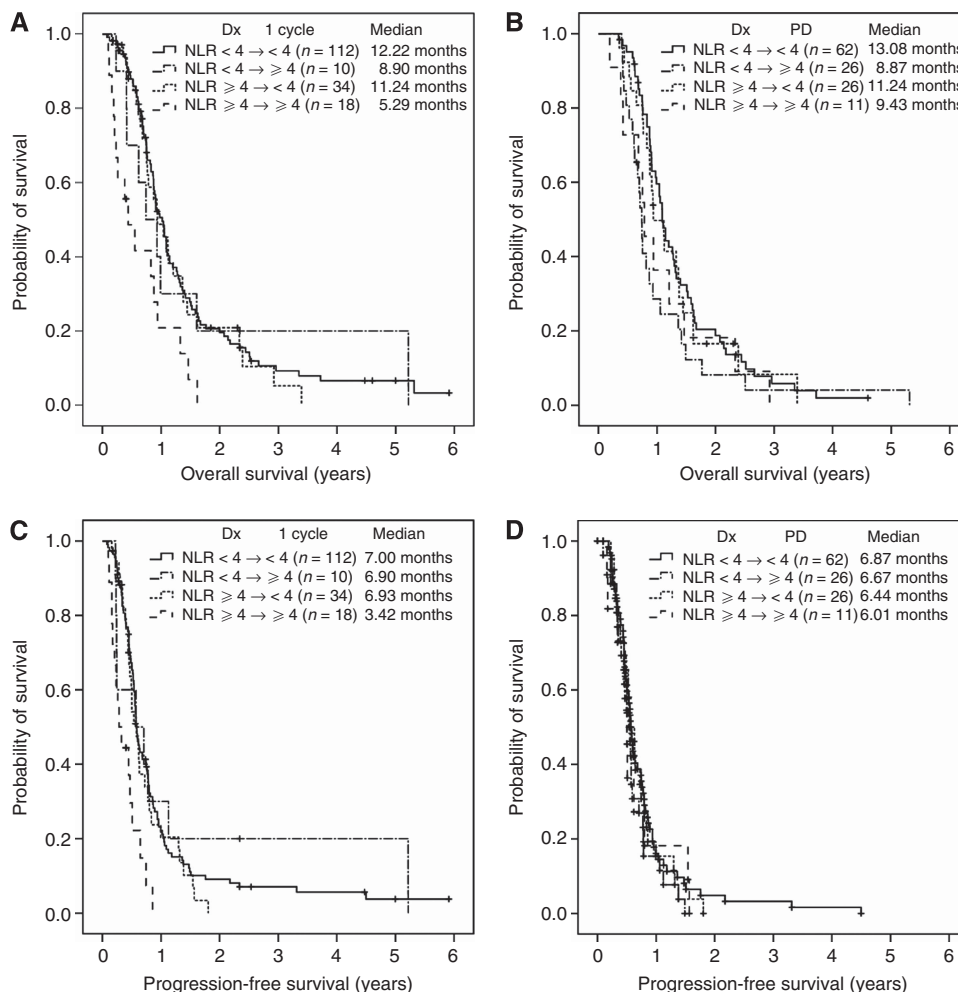 A
Dx 1 cycle Median
NLR < 4 → < 4 (n = 112) 12.22 months
NLR < 4 → ⩾ 4 (n = 10) 8.90 months
NLR ⩾ 4 → < 4 (n = 34) 11.24 months
NLR ⩾ 4 → ⩾ 4 (n = 18) 5.29 months
Probability of survival
1.0
0.8
0.6
0.4
0.2
0.0
0 1 2 3 4 5 6
Overall survival (years)
B
Dx PD Median
NLR < 4 → < 4 (n = 62) 13.08 months
NLR < 4 → ⩾ 4 (n = 26) 8.87 months
NLR ⩾ 4 → < 4 (n = 26) 11.24 months
NLR ⩾ 4 → ⩾ 4 (n = 11) 9.43 months
Probability of survival
1.0
0.8
0.6
0.4
0.2
0.0
0 1 2 3 4 5 6
Overall survival (years)
C
Dx 1 cycle Median
NLR < 4 → < 4 (n = 112) 7.00 months
NLR < 4 → ⩾ 4 (n = 10) 6.90 months
NLR ⩾ 4 → < 4 (n = 34) 6.93 months
NLR ⩾ 4 → ⩾ 4 (n = 18) 3.42 months
Probability of survival
1.0
0.8
0.6
0.4
0.2
0.0
0 1 2 3 4 5 6
Progression-free survival (years)
D
Dx PD Median
NLR < 4 → < 4 (n = 62) 6.87 months
NLR < 4 → ⩾ 4 (n = 26) 6.67 months
NLR ⩾ 4 → < 4 (n = 26) 6.44 months
NLR ⩾ 4 → ⩾ 4 (n = 11) 6.01 months
Probability of survival
1.0
0.8
0.6
0.4
0.2
0.0
0 1 2 3 4 5 6
Progression-free survival (years)